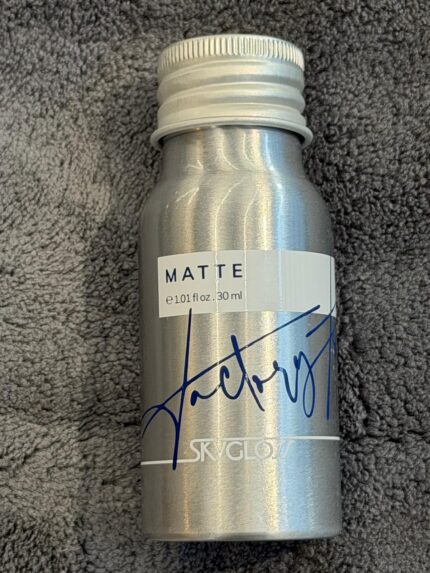 MATTE
℮ 1.01 fl oz . 30 ml
Factory
SKYGLOSS